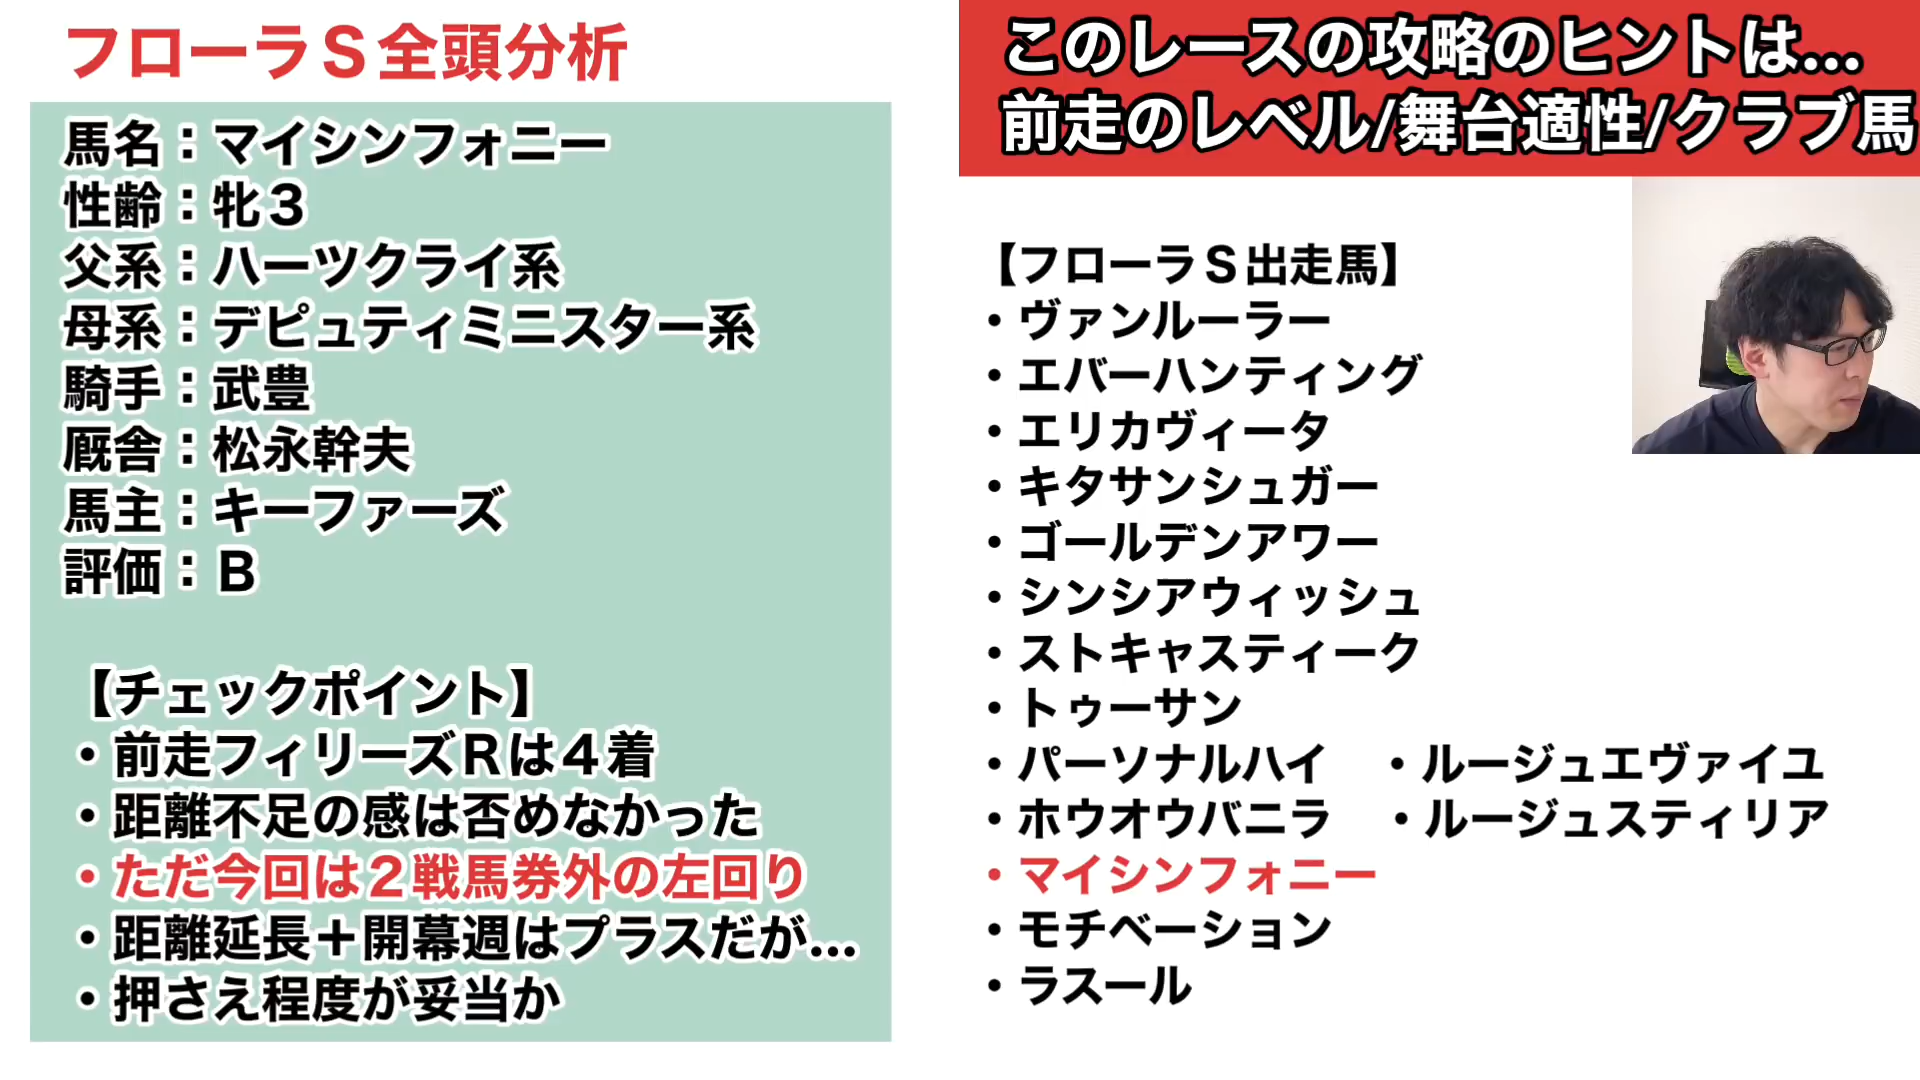 フローラＳ全頭分析
馬名：マイシンフォニー
性齢：牝３
父系：ハーツクライ系
母系：デピュティミニスター系
騎手：武豊
厩舎：松永幹夫
馬主：キーファーズ
評価：Ｂ
【チェックポイント】
・前走フィリーズＲは４着
・距離不足の感は否めなかった
・ただ今回は２戦馬券外の左回り
・距離延長＋開幕週はプラスだが…
・押さえ程度が妥当か
このレースの攻略のヒントは…
前走のレベル/舞台適性/クラブ馬
【フローラＳ出走馬】
・ヴァンルーラー
・エバーハンティング
・エリカヴィータ
・キタサンシュガー
・ゴールデンアワー
・シンシアウィッシュ
・ストキャスティーク
・トゥーサン
・パーソナルハイ　・ルージュエヴァイユ
・ホウオウバニラ　・ルージュスティリア
・マイシンフォニー
・モチベーション
・ラスール